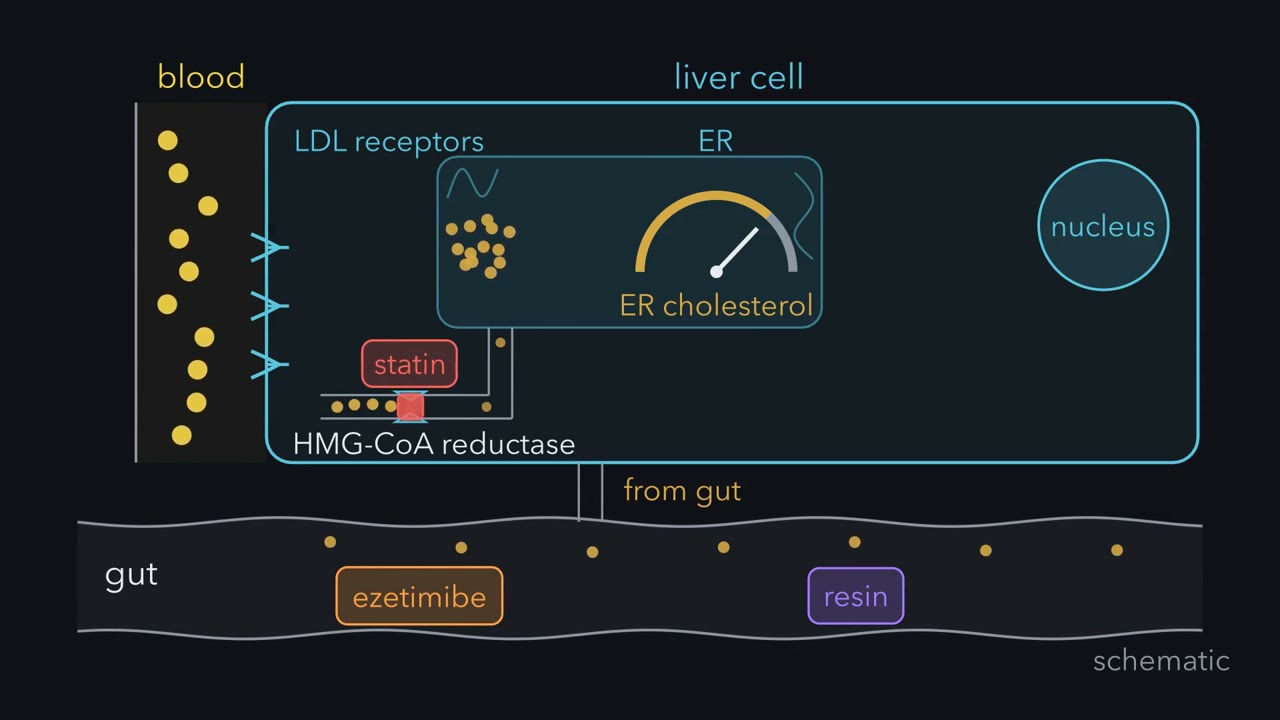 blood
liver cell
LDL receptors
ER
nucleus
ER cholesterol
statin
HMG-CoA reductase
from gut
gut
ezetimibe
resin
schematic